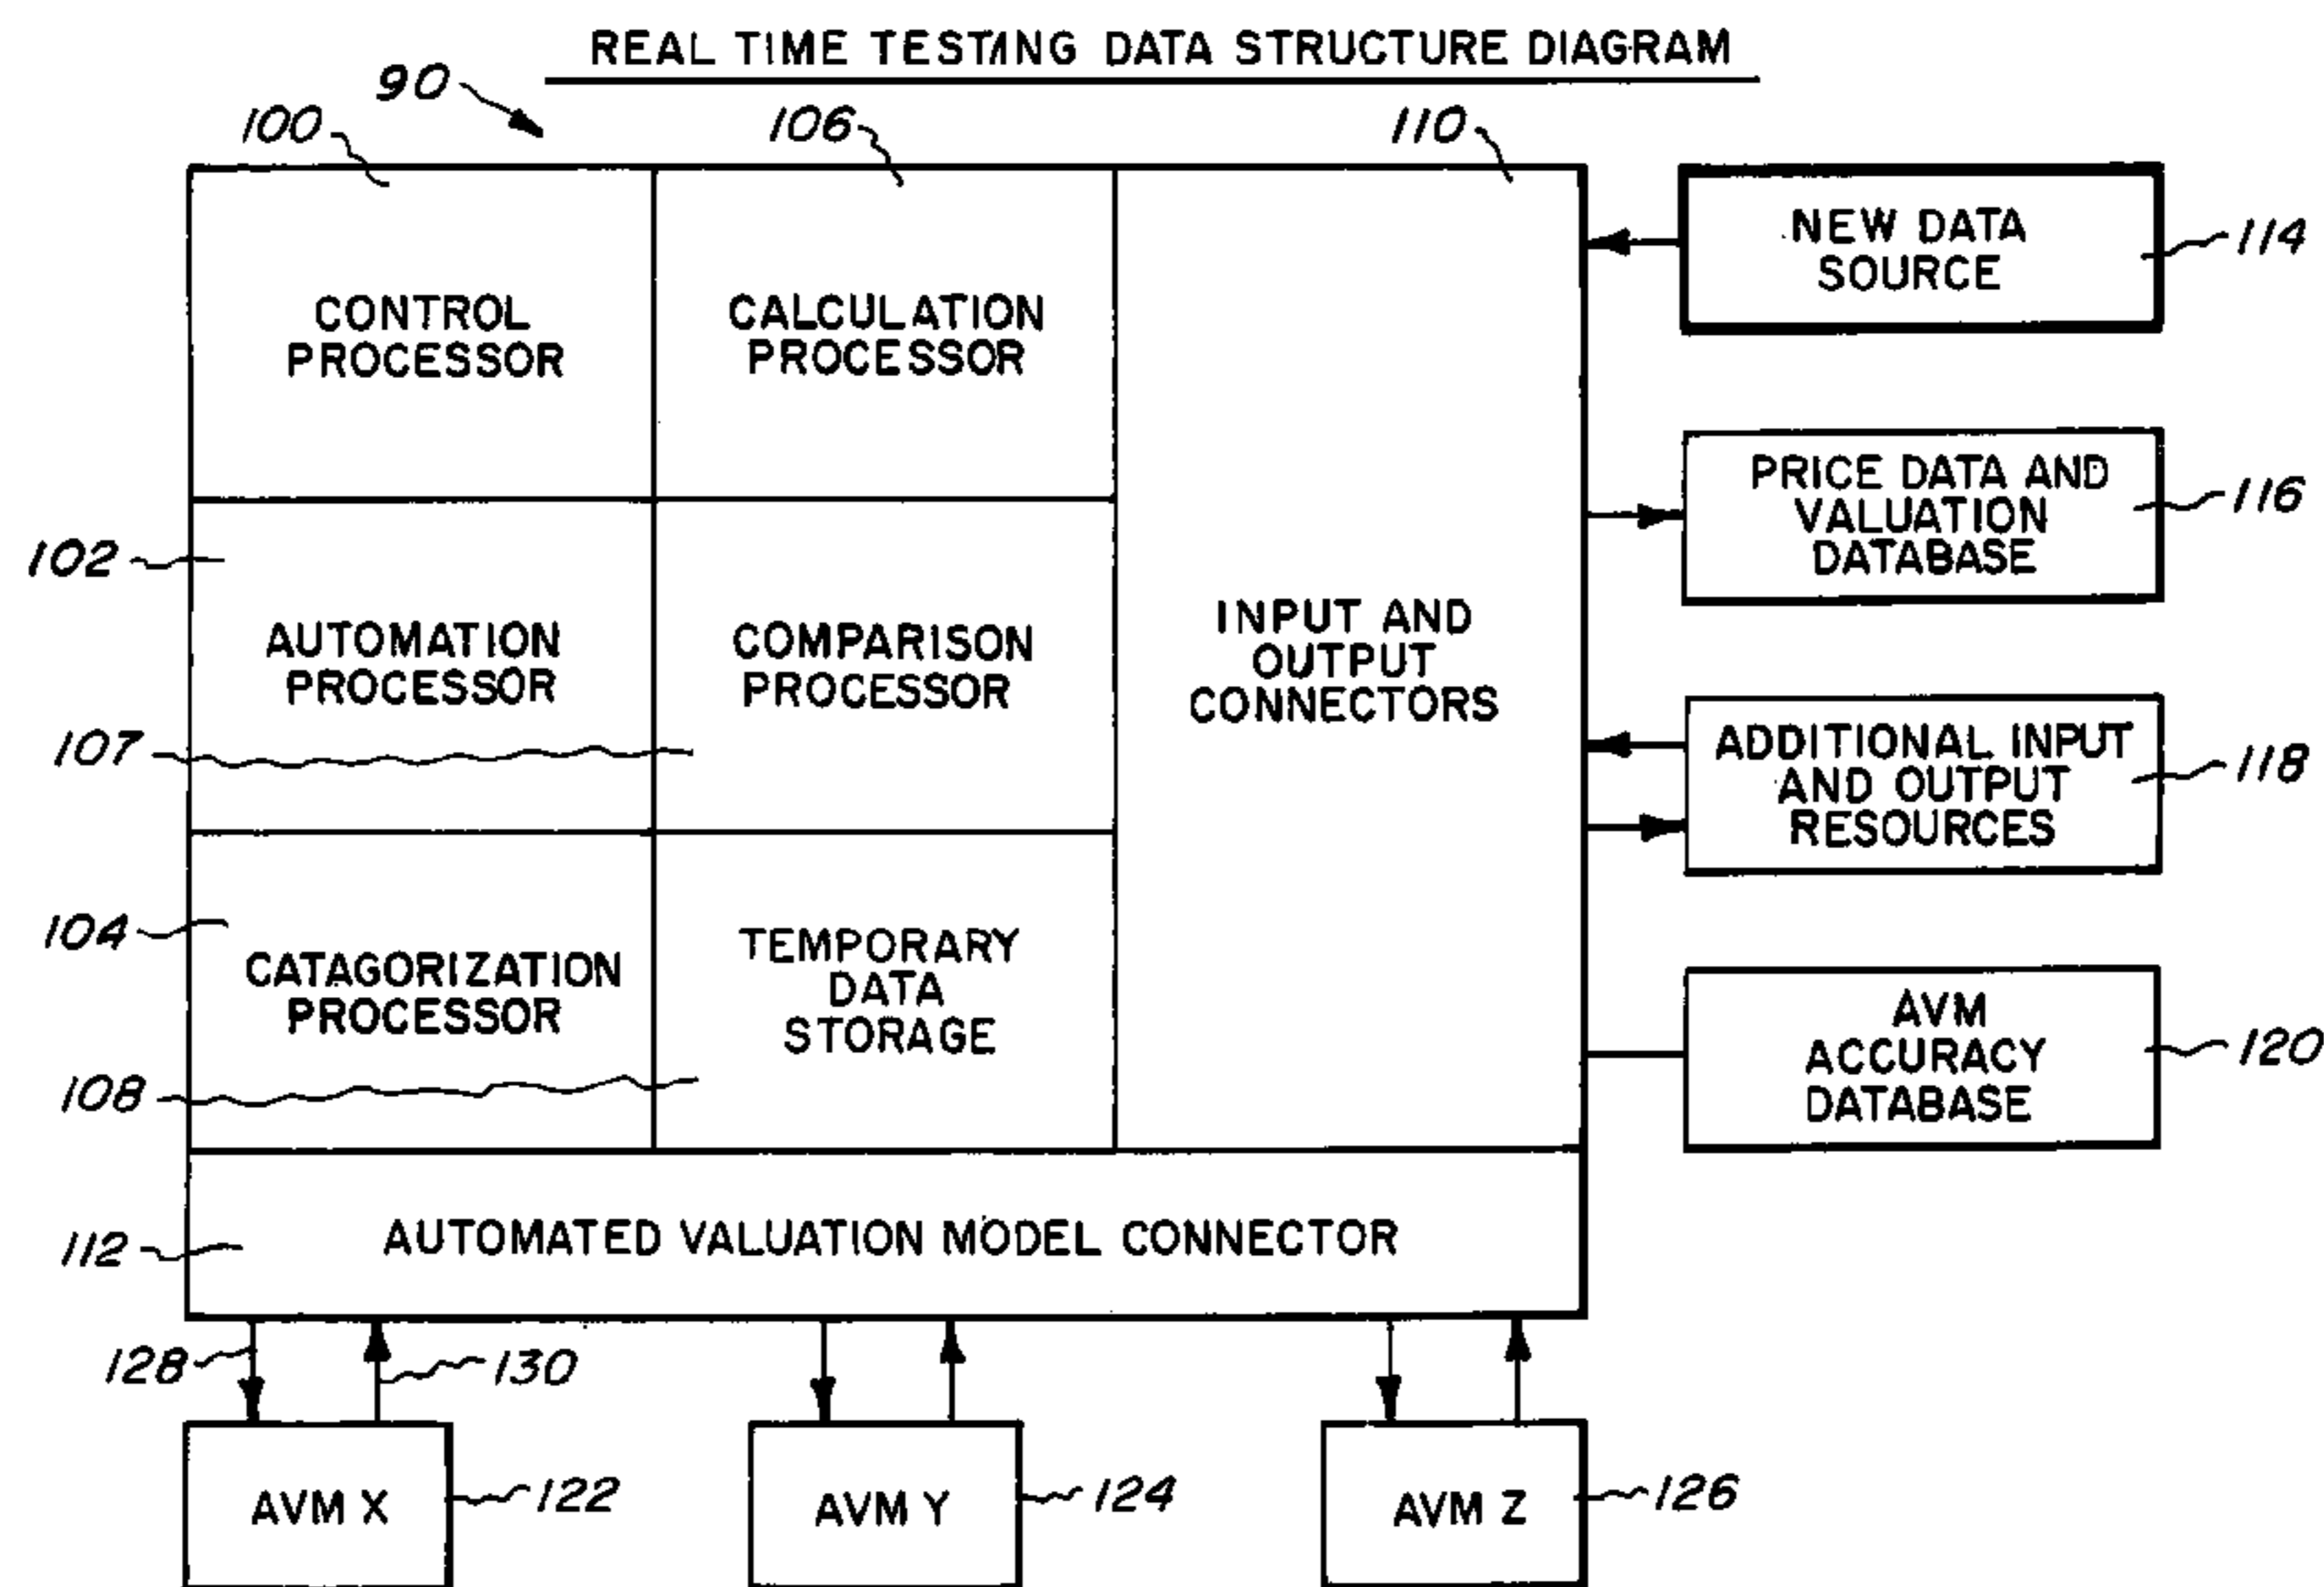 REAL TIME TESTING DATA STRUCTURE DIAGRAM
90
100
106
110
CONTROL
PROCESSOR
CALCULATION
PROCESSOR
NEW DATA
SOURCE
114
PRICE DATA AND
VALUATION
DATABASE
116
102
AUTOMATION
PROCESSOR
COMPARISON
PROCESSOR
107
INPUT AND
OUTPUT
CONNECTORS
ADDITIONAL INPUT
AND OUTPUT
RESOURCES
118
104
CATAGORIZATION
PROCESSOR
TEMPORARY
DATA
STORAGE
108
AVM
ACCURACY
DATABASE
120
112
AUTOMATED VALUATION MODEL CONNECTOR
128
130
AVM X
122
AVM Y
124
AVM Z
126